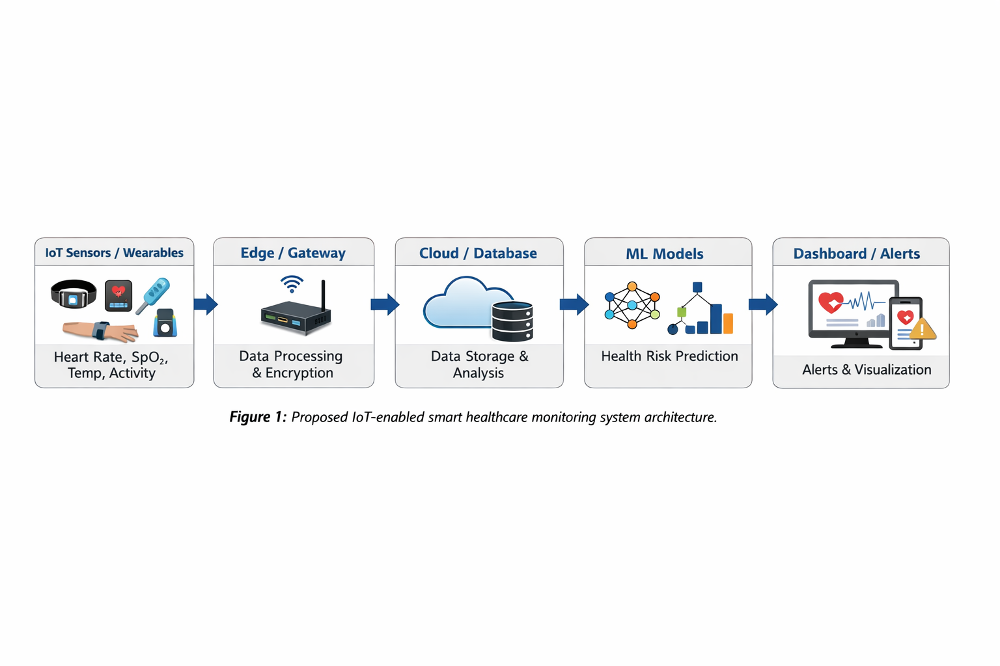 IoT Sensors / Wearables
Heart Rate, SpO₂,
Temp, Activity
Edge / Gateway
Data Processing
& Encryption
Cloud / Database
Data Storage &
Analysis
ML Models
Health Risk Prediction
Dashboard / Alerts
!
Alerts & Visualization
Figure 1: Proposed IoT-enabled smart healthcare monitoring system architecture.